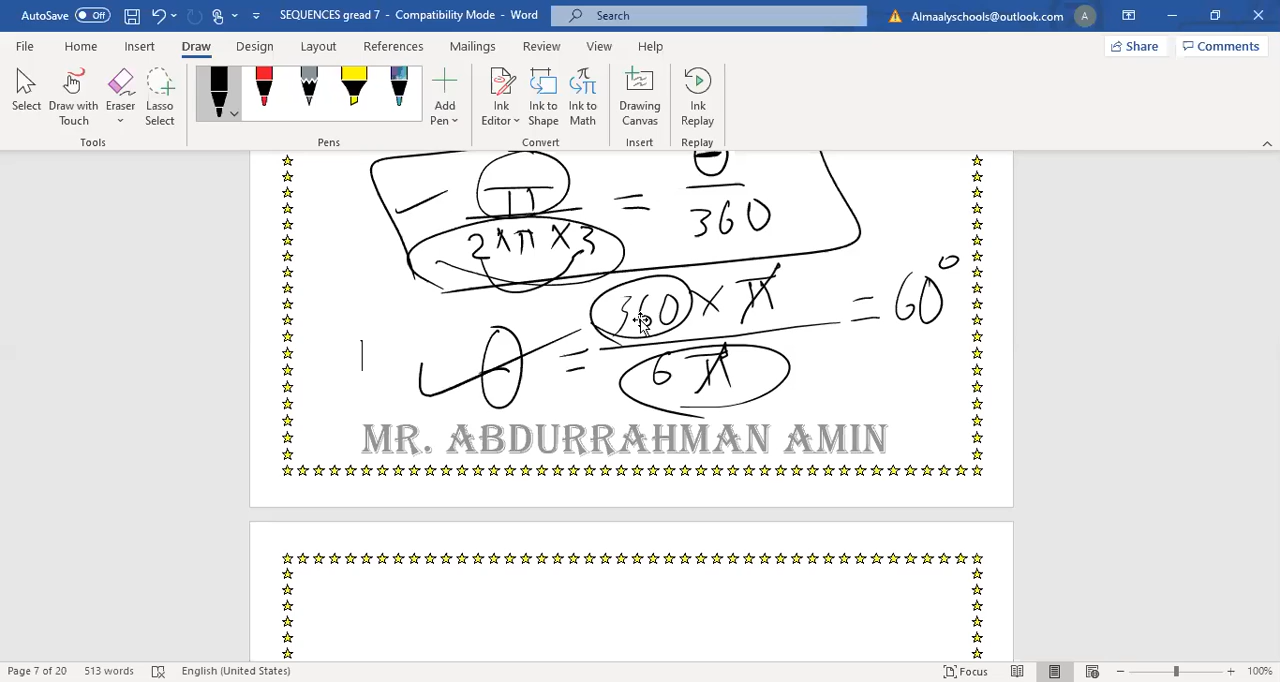 AutoSave Off SEQUENCES gread 7 - Compatibility Mode - Word Search Almaalyschools@outlook.com A
File Home Insert Draw Design Layout References Mailings Review View Help Share Comments
Select Draw with Touch Eraser Lasso Select Add Pen Ink Editor Ink to Shape Ink to Math Drawing Canvas Ink Replay
Tools Pens Convert Insert Replay
π / 2×π×3 = θ / 360
θ = 360 × π / 6 π = 60°
MR. ABDURRAHMAN AMIN
Page 7 of 20 513 words English (United States) Focus 100%